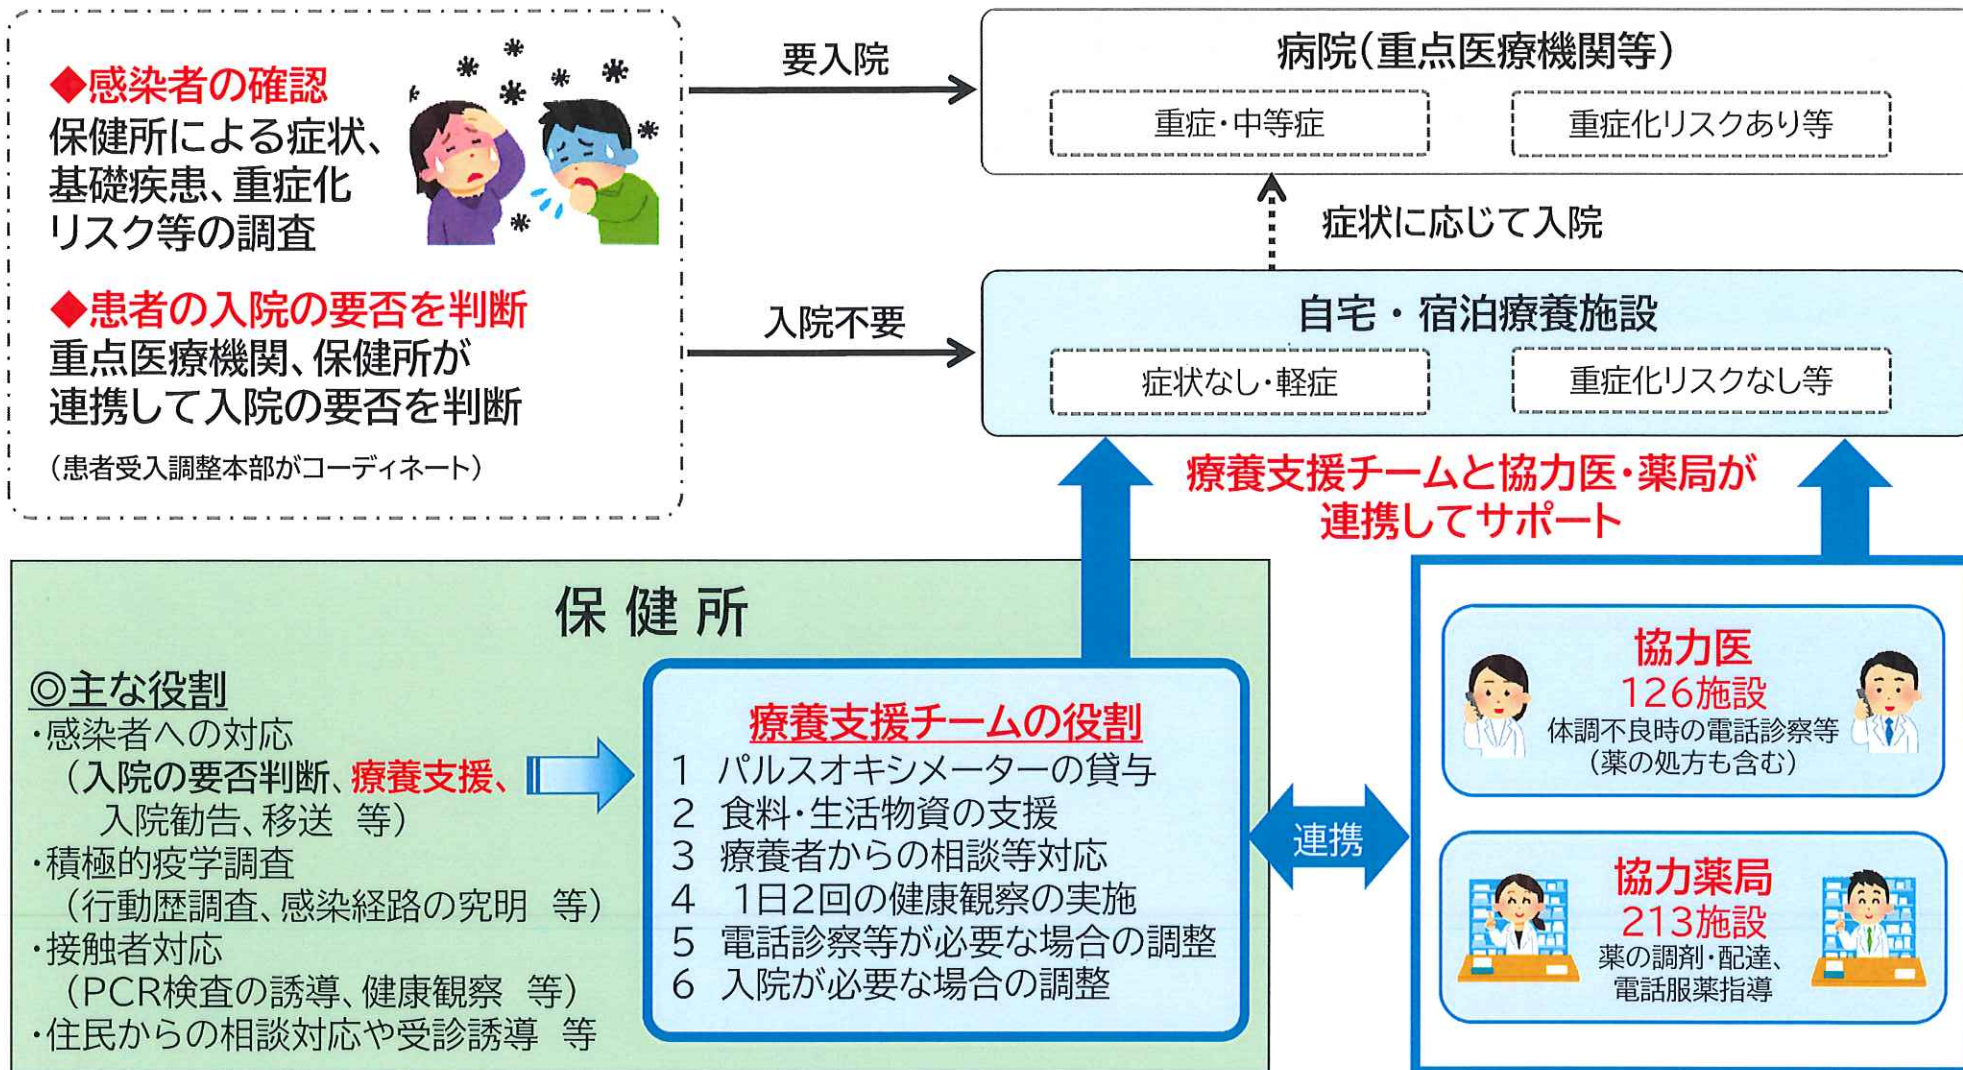 ◆感染者の確認
保健所による症状、
基礎疾患、重症化
リスク等の調査
◆患者の入院の要否を判断
重点医療機関、保健所が
連携して入院の要否を判断
(患者受入調整本部がコーディネート)
要入院
入院不要
病院(重点医療機関等)
重症・中等症
重症化リスクあり等
症状に応じて入院
自宅・宿泊療養施設
症状なし・軽症
重症化リスクなし等
療養支援チームと協力医・薬局が
連携してサポート
保健所
◎主な役割
・感染者への対応
(入院の要否判断、療養支援、
入院勧告、移送 等)
・積極的疫学調査
(行動歴調査、感染経路の究明 等)
・接触者対応
(PCR検査の誘導、健康観察 等)
・住民からの相談対応や受診誘導 等
療養支援チームの役割
1 パルスオキシメーターの貸与
2 食料・生活物資の支援
3 療養者からの相談等対応
4 1日2回の健康観察の実施
5 電話診察等が必要な場合の調整
6 入院が必要な場合の調整
連携
協力医
126施設
体調不良時の電話診察等
(薬の処方も含む)
協力薬局
213施設
薬の調剤・配達、
電話服薬指導